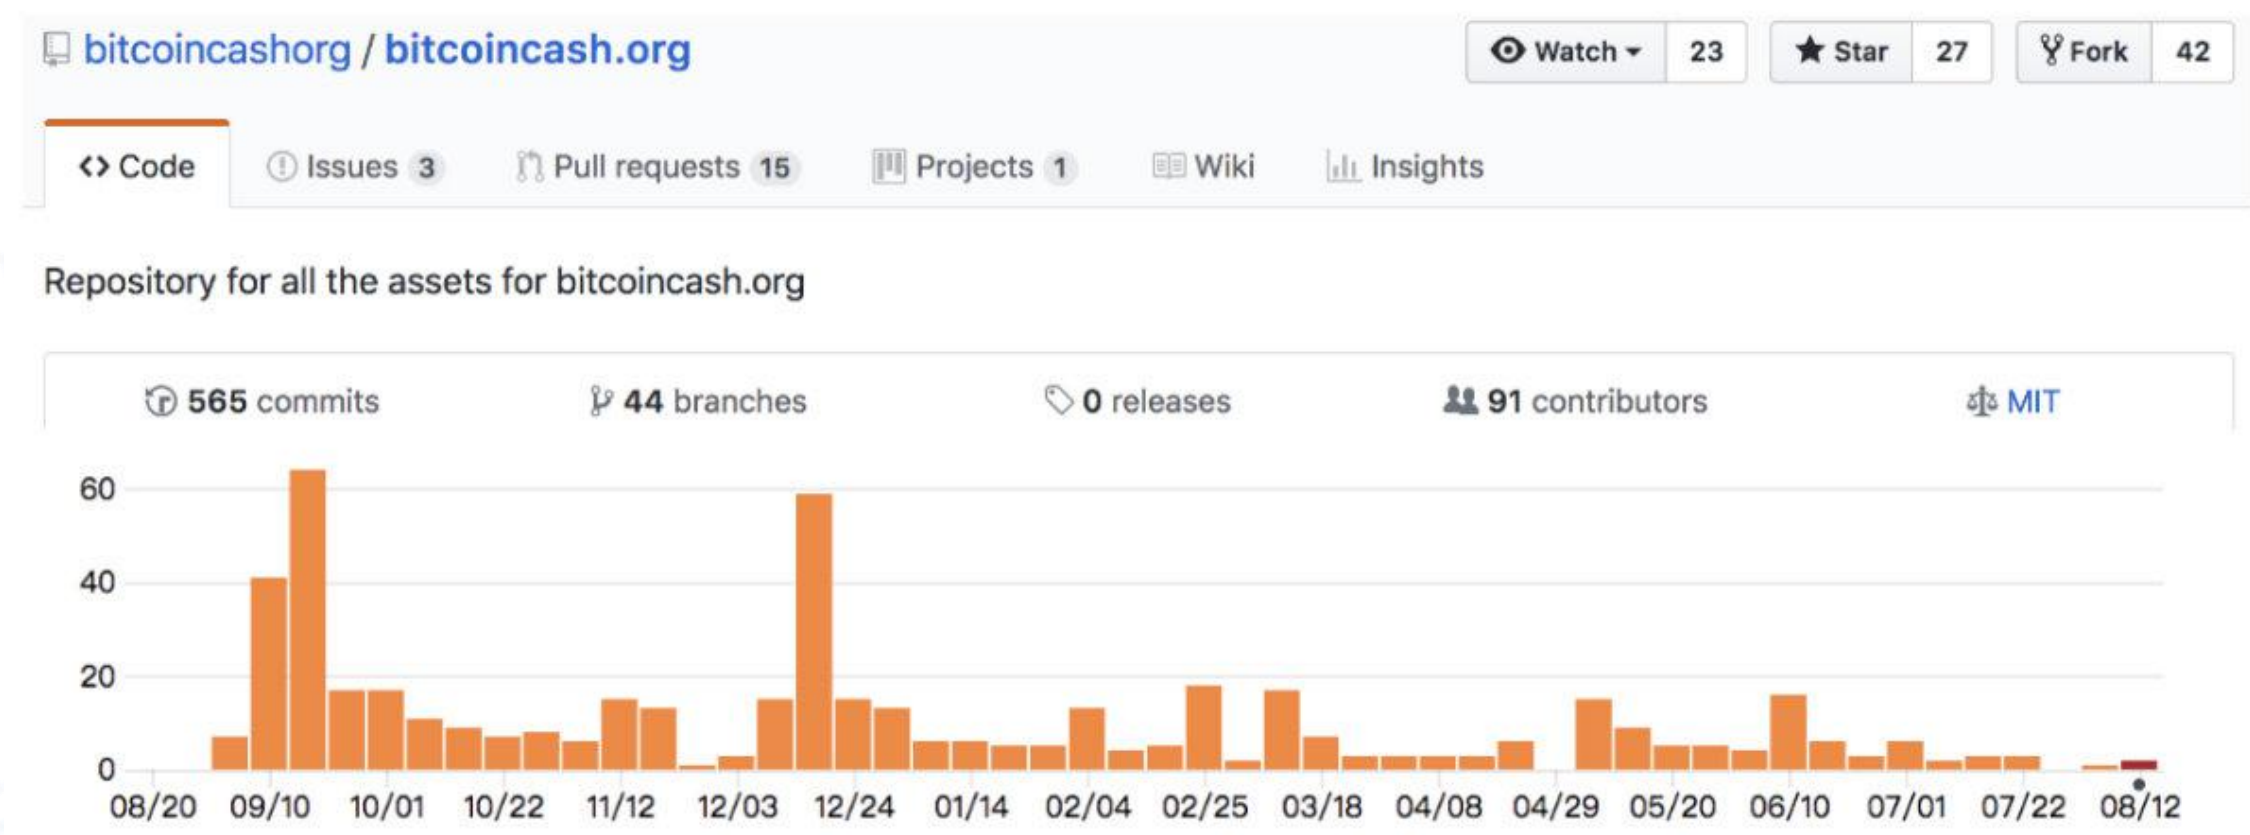 bitcoincashorg / bitcoincash.org Watch 23 Star 27 Fork 42
Code Issues 3 Pull requests 15 Projects 1 Wiki Insights
Repository for all the assets for bitcoincash.org
565 commits 44 branches 0 releases 91 contributors MIT
60
40
20
0
08/20 09/10 10/01 10/22 11/12 12/03 12/24 01/14 02/04 02/25 03/18 04/08 04/29 05/20 06/10 07/01 07/22 08/12